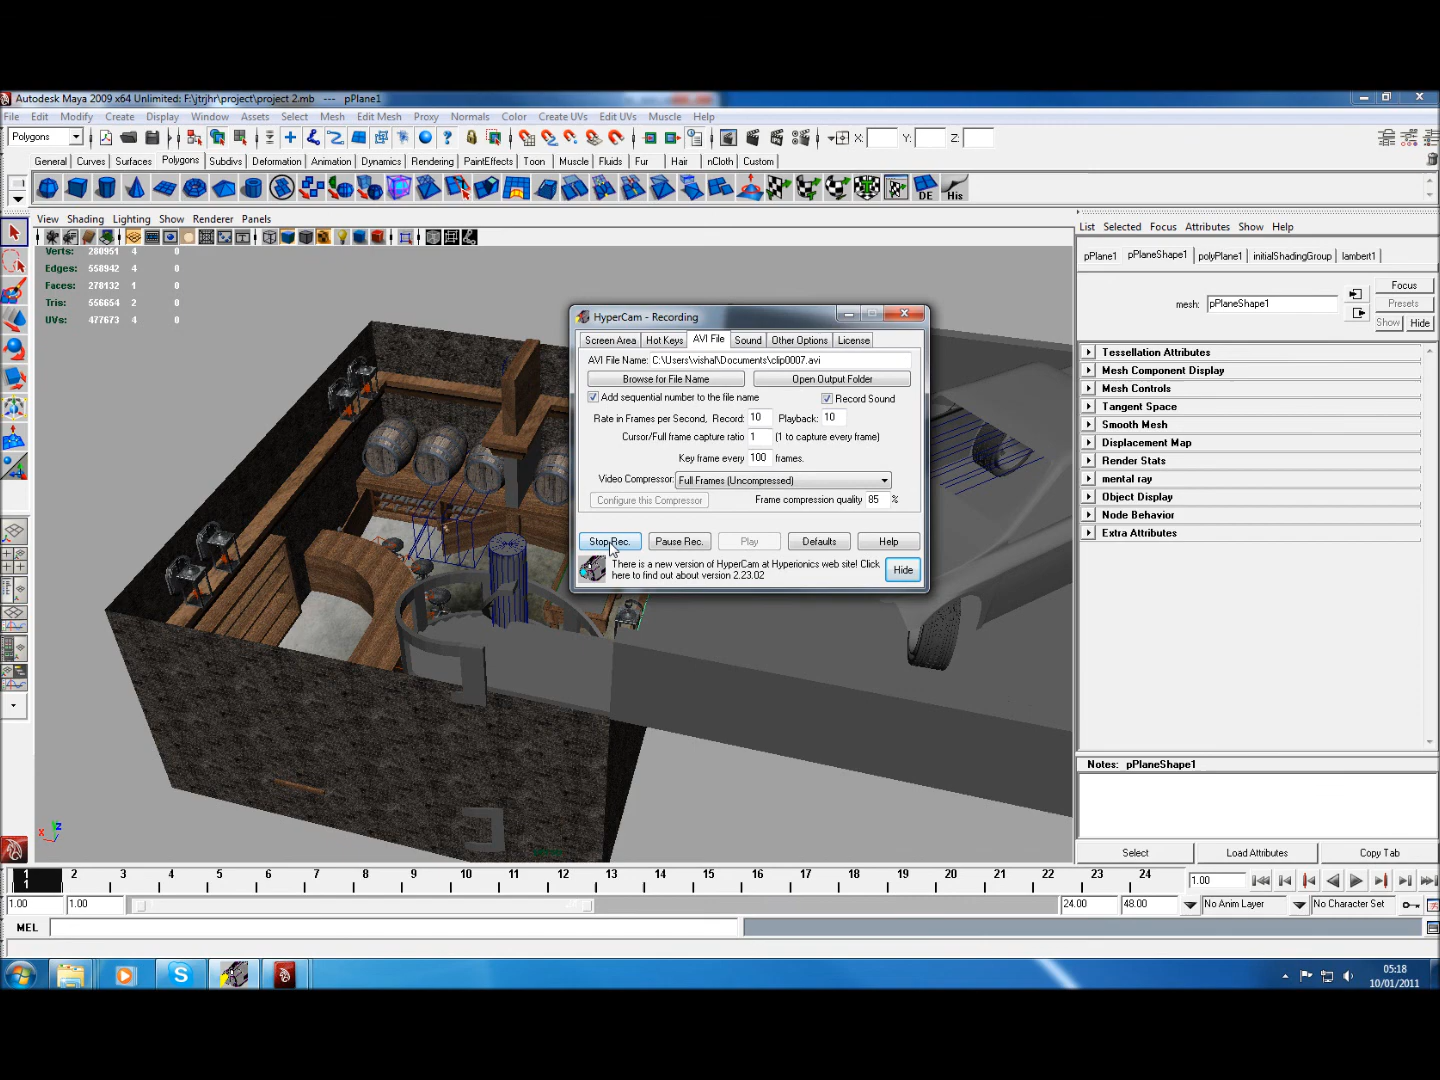 Autodesk Maya 2009 x64 Unlimited: F:\jtrjhr\project\project 2.mb --- pPlane1
File Edit Modify Create Display Window Assets Select Mesh Edit Mesh Proxy Normals Color Create UVs Edit UVs Muscle Help
Polygons X: Y: Z:
General Curves Surfaces Polygons Subdivs Deformation Animation Dynamics Rendering PaintEffects Toon Muscle Fluids Fur Hair nCloth Custom
DE His
View Shading Lighting Show Renderer Panels
List Selected Focus Attributes Show Help
Verts: 280951 4 0
Edges: 558942 4 0
Faces: 278132 1 0
Tris: 556654 2 0
UVs: 477673 4 0
pPlane1 pPlaneShape1 polyPlane1 initialShadingGroup lambert1
Focus
mesh: pPlaneShape1 Presets
Show Hide
Tessellation Attributes
Mesh Component Display
Mesh Controls
Tangent Space
Smooth Mesh
Displacement Map
Render Stats
mental ray
Object Display
Node Behavior
Extra Attributes
HyperCam - Recording
Screen Area Hot Keys AVI File Sound Other Options License
AVI File Name: C:\Users\vishal\Documents\clip0007.avi
Browse for File Name Open Output Folder
Add sequential number to the file name Record Sound
Rate in Frames per Second, Record: 10 Playback: 10
Cursor/Full frame capture ratio 1 (1 to capture every frame)
Key frame every 100 frames.
Video Compressor: Full Frames (Uncompressed)
Configure this Compressor Frame compression quality 85 %
Stop Rec. Pause Rec. Play Defaults Help
There is a new version of HyperCam at Hyperionics web site! Click
here to find out about version 2.23.02
Hide
Notes: pPlaneShape1
Select Load Attributes Copy Tab
x z
1 2 3 4 5 6 7 8 9 10 11 12 13 14 15 16 17 18 19 20 21 22 23 24
1 1.00
1.00 1.00 24.00 48.00 No Anim Layer No Character Set
MEL
05:18
10/01/2011